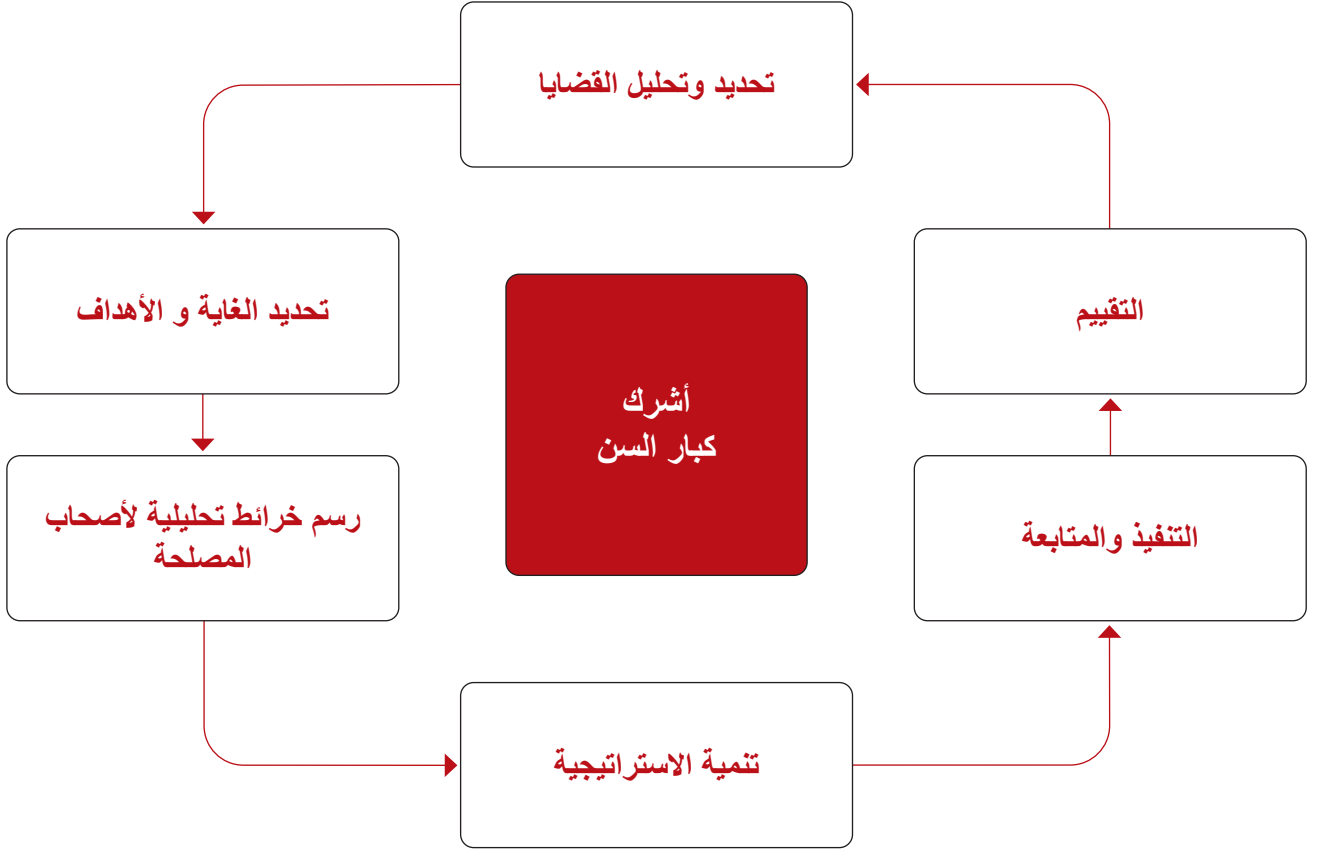 تحديد وتحليل القضايا
تحديد الغاية و الأهداف
رسم خرائط تحليلية لأصحاب
المصلحة
تنمية الاستراتيجية
التنفيذ والمتابعة
التقييم
أشرك
كبار السن